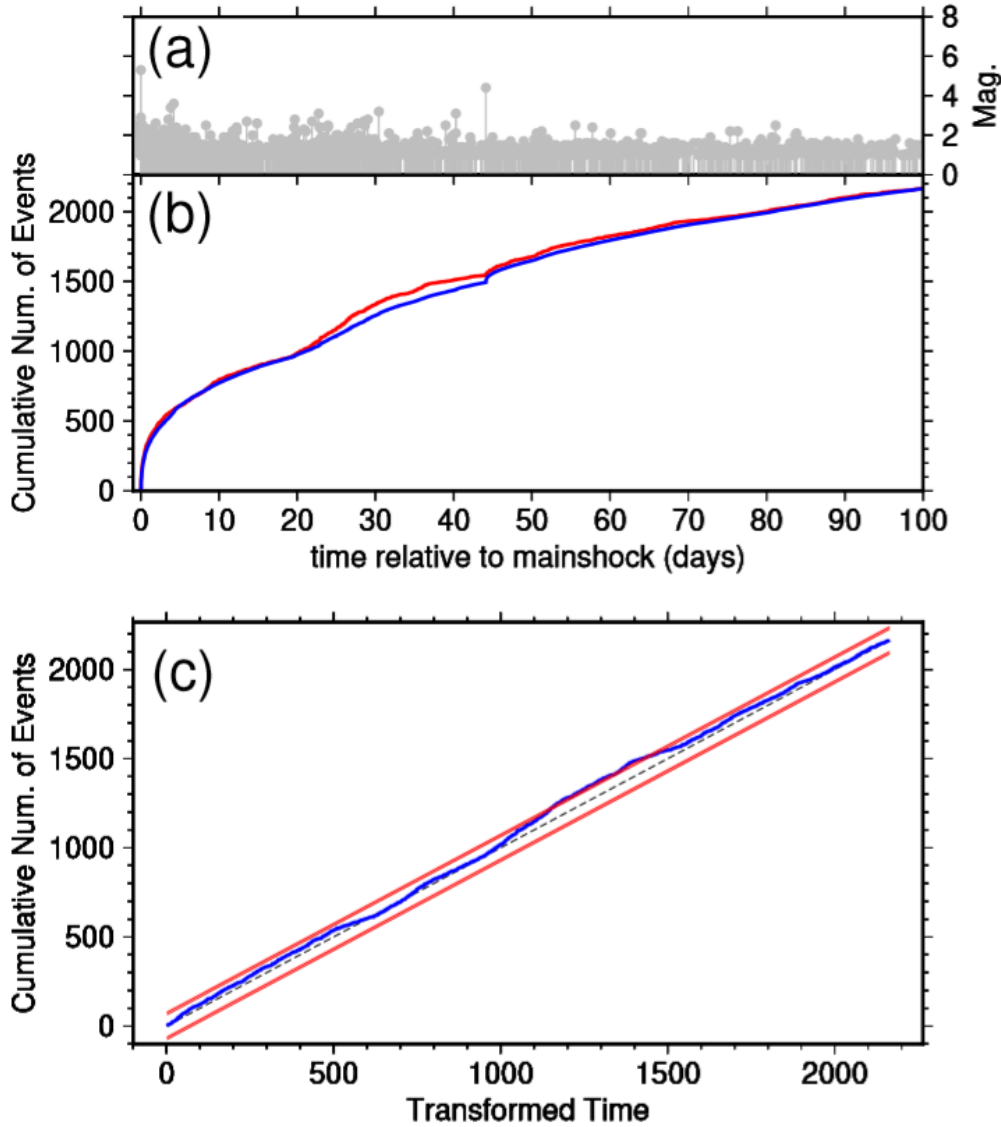 (a)
8
6
4
2
0
Mag.
(b)
Cumulative Num. of Events
2000
1500
1000
500
0
0 10 20 30 40 50 60 70 80 90 100
time relative to mainshock (days)
(c)
Cumulative Num. of Events
2000
1500
1000
500
0
0 500 1000 1500 2000
Transformed Time